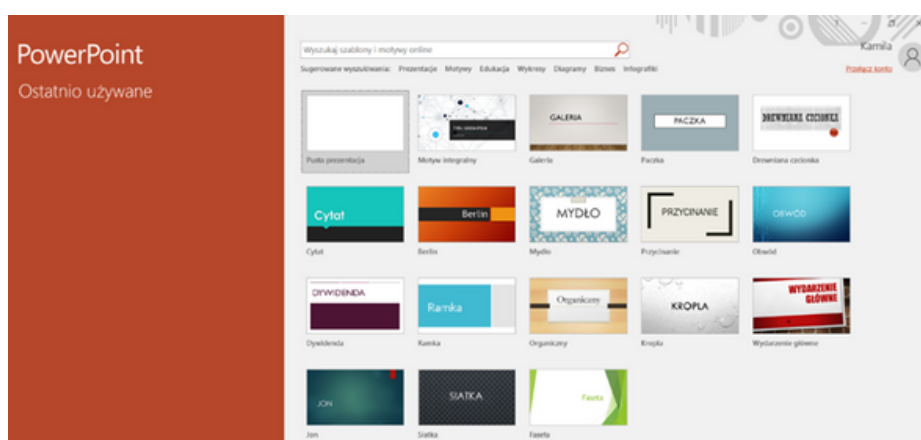 PowerPoint
Ostatnio używane
Wyszukaj szablony i motywy online
Kamila
Przełącz konto
Sugerowane wyszukiwania: Prezentacje Motywy Edukacja Wykresy Diagramy Biznes Infografiki
GALERIA
PACZKA
DREWNIANA CZCIONKA
Pusta prezentacja
Motyw integralny
Galeria
Paczka
Drewniana czcionka
Cytat
Berlin
MYDŁO
PRZYCINANIE
OBWÓD
Cytat
Berlin
Mydło
Przycinanie
Obwód
DYWIDENDA
Ramka
Organiczny
KROPLA
WYDARZENIE
GŁÓWNE
Dywidenda
Ramka
Organiczny
Kropla
Wydarzenie główne
JON
SIATKA
Faseta
Jon
Siatka
Faseta